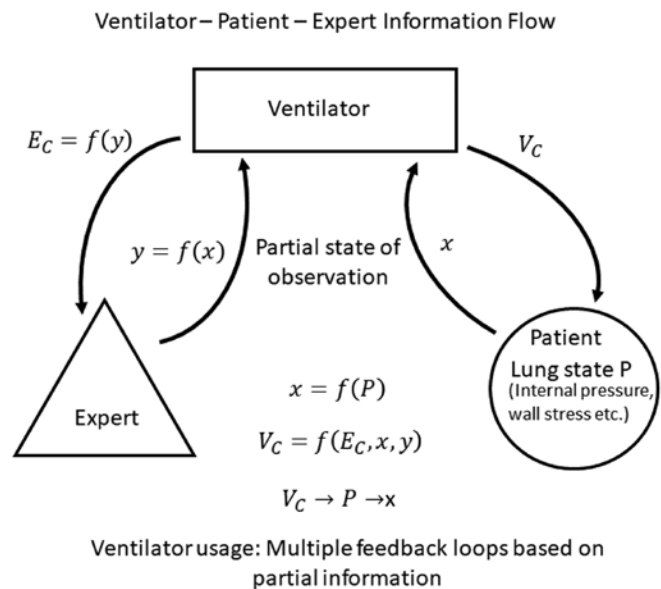 Ventilator – Patient – Expert Information Flow
Ventilator
E_C = f(y)
V_C
y = f(x)
Partial state of
observation
x
Patient
Lung state P
(Internal pressure,
wall stress etc.)
Expert
x = f(P)
V_C = f(E_C, x, y)
V_C → P →x
Ventilator usage: Multiple feedback loops based on
partial information